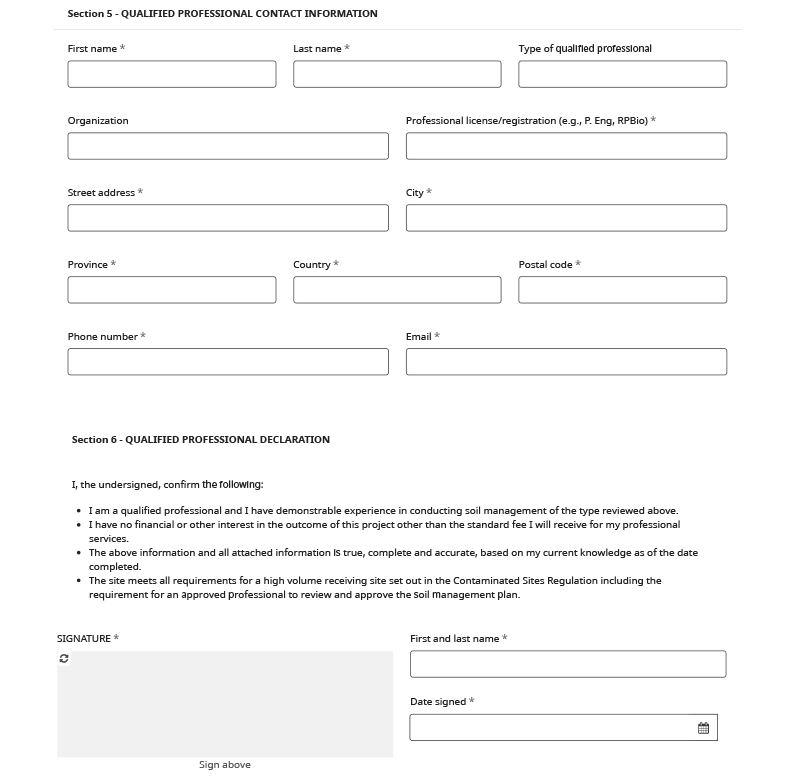 Section 5 - QUALIFIED PROFESSIONAL CONTACT INFORMATION
First name *
Last name *
Type of qualified professional
Organization
Professional license/registration (e.g., P. Eng, RPBio) *
Street address *
City *
Province *
Country *
Postal code *
Phone number *
Email *
Section 6 - QUALIFIED PROFESSIONAL DECLARATION
I, the undersigned, confirm the following:
• I am a qualified professional and I have demonstrable experience in conducting soil management of the type reviewed above.
• I have no financial or other interest in the outcome of this project other than the standard fee I will receive for my professional
services.
• The above information and all attached information is true, complete and accurate, based on my current knowledge as of the date
completed.
• The site meets all requirements for a high volume receiving site set out in the Contaminated Sites Regulation including the
requirement for an approved professional to review and approve the soil management plan.
SIGNATURE *
First and last name *
Date signed *
Sign above